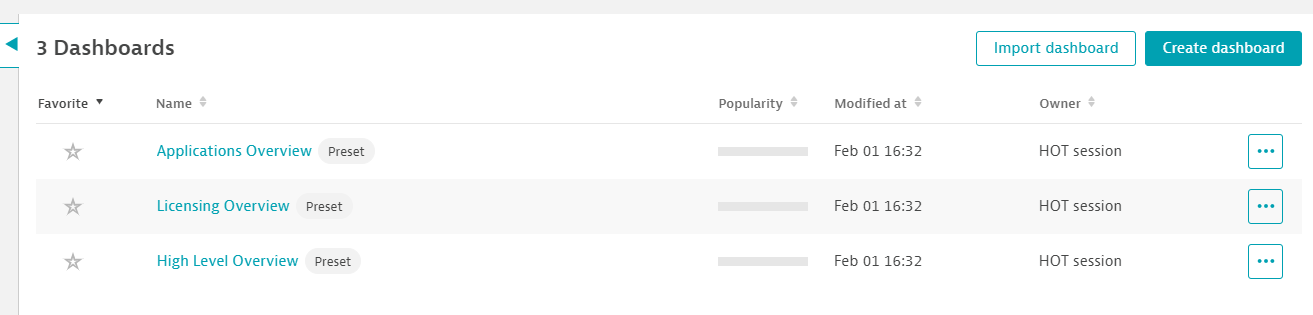 3 Dashboards Import dashboard Create dashboard
Favorite Name Popularity Modified at Owner
Applications Overview Preset Feb 01 16:32 HOT session
Licensing Overview Preset Feb 01 16:32 HOT session
High Level Overview Preset Feb 01 16:32 HOT session